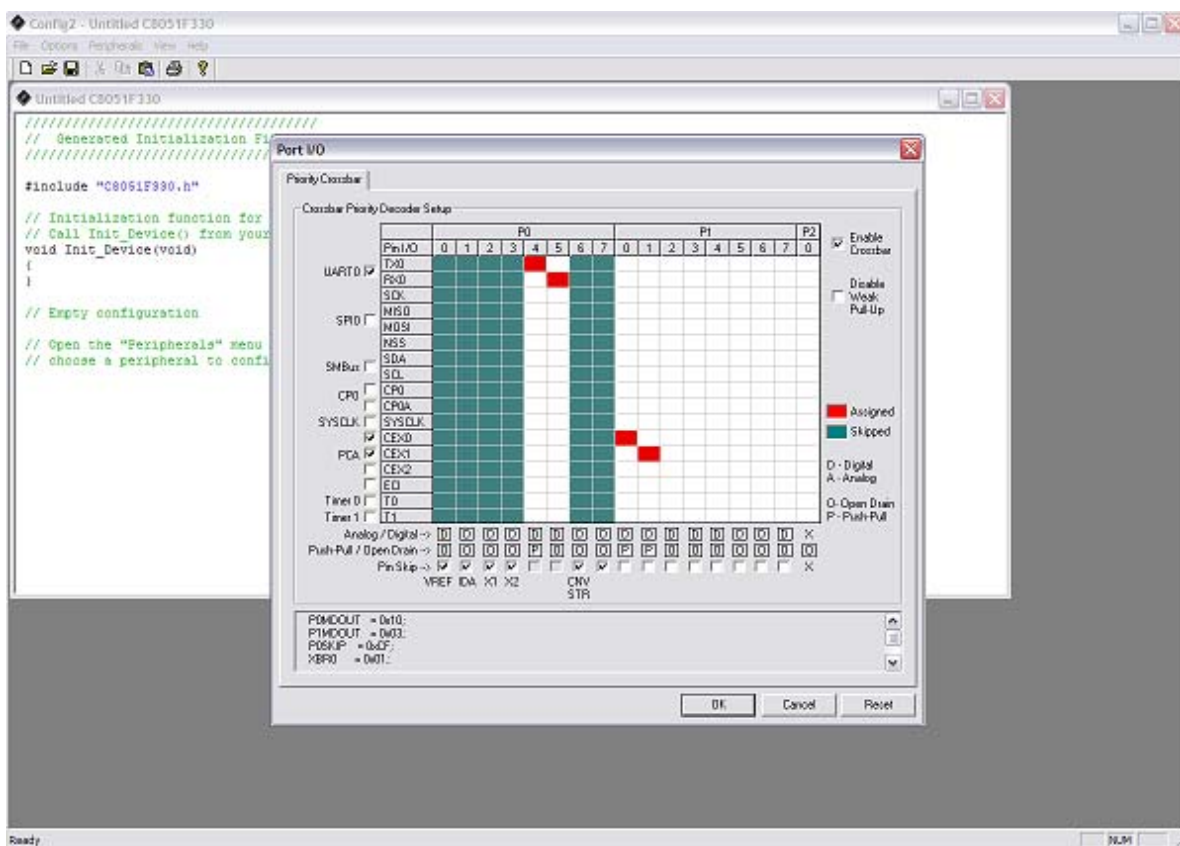 Config2 - Untitled C8051F330
File Options Peripherals View Help
Untitled C8051F330
/////////////////////////////////////
// Generated Initialization Fi
#include "C8051F330.h"
// Initialization function for
// Call Init_Device() from your
void Init_Device(void)
{
}
// Empty configuration
// Open the "Peripherals" menu
// choose a peripheral to confi
Port I/O
Priority Crossbar
Crossbar Priority Decoder Setup
P0 P1 P2
Pin I/O 0 1 2 3 4 5 6 7 0 1 2 3 4 5 6 7 0
UART0 TX0
RX0
SCK
SPI0 MISO
MOSI
NSS
SMBus SDA
SCL
CP0 CP0
CP0A
SYSCLK SYSCLK
CEX0
PCA CEX1
CEX2
ECI
Timer 0 T0
Timer 1 T1
Analog / Digital -> D D D D D D D D D D D D D D D D X
Push-Pull / Open Drain -> O O O O P O O O P P O O O O O O O
Pin Skip -> X
VREF IDA X1 X2 CNV
STR
Enable
Crossbar
Disable
Weak
Pull-Up
Assigned
Skipped
D - Digital
A - Analog
O- Open Drain
P - Push-Pull
P0MDOUT = 0x10;
P1MDOUT = 0x03;
P0SKIP = 0xCF;
XBR0 = 0x01;
OK Cancel Reset
Ready NUM